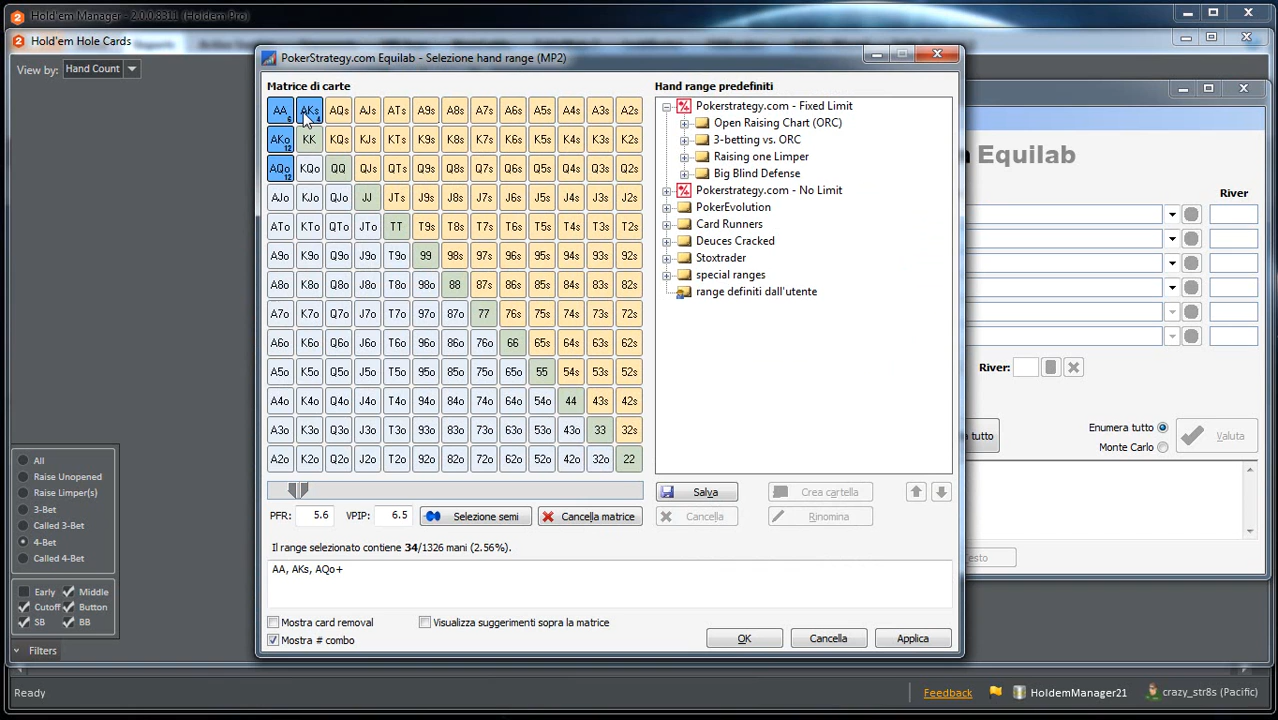 Hold'em Manager - 2.0.0.8311 (Holdem Pro)
Hold'em Hole Cards
View by: Hand Count
PokerStrategy.com Equilab - Selezione hand range (MP2)
Matrice di carte
AA 6 AKs 4 AQs AJs ATs A9s A8s A7s A6s A5s A4s A3s A2s
AKo 12 KK KQs KJs KTs K9s K8s K7s K6s K5s K4s K3s K2s
AQo 12 KQo QQ QJs QTs Q9s Q8s Q7s Q6s Q5s Q4s Q3s Q2s
AJo KJo QJo JJ JTs J9s J8s J7s J6s J5s J4s J3s J2s
ATo KTo QTo JTo TT T9s T8s T7s T6s T5s T4s T3s T2s
A9o K9o Q9o J9o T9o 99 98s 97s 96s 95s 94s 93s 92s
A8o K8o Q8o J8o T8o 98o 88 87s 86s 85s 84s 83s 82s
A7o K7o Q7o J7o T7o 97o 87o 77 76s 75s 74s 73s 72s
A6o K6o Q6o J6o T6o 96o 86o 76o 66 65s 64s 63s 62s
A5o K5o Q5o J5o T5o 95o 85o 75o 65o 55 54s 53s 52s
A4o K4o Q4o J4o T4o 94o 84o 74o 64o 54o 44 43s 42s
A3o K3o Q3o J3o T3o 93o 83o 73o 63o 53o 43o 33 32s
A2o K2o Q2o J2o T2o 92o 82o 72o 62o 52o 42o 32o 22
PFR: 5.6 VPIP: 6.5 Selezione semi Cancella matrice
Il range selezionato contiene 34/1326 mani (2.56%).
AA, AKs, AQo+
Mostra card removal Visualizza suggerimenti sopra la matrice
Mostra # combo
OK Cancella Applica
Hand range predefiniti
Pokerstrategy.com - Fixed Limit
Open Raising Chart (ORC)
3-betting vs. ORC
Raising one Limper
Big Blind Defense
Pokerstrategy.com - No Limit
PokerEvolution
Card Runners
Deuces Cracked
Stoxtrader
special ranges
range definiti dall'utente
Salva Crea cartella
Cancella Rinomina
Equilab
River
River:
tutto
Enumera tutto
Monte Carlo
Valuta
All
Raise Unopened
Raise Limper(s)
3-Bet
Called 3-Bet
4-Bet
Called 4-Bet
Early Middle
Cutoff Button
SB BB
Filters
Ready
Feedback HoldemManager21 crazy_str8s (Pacific)